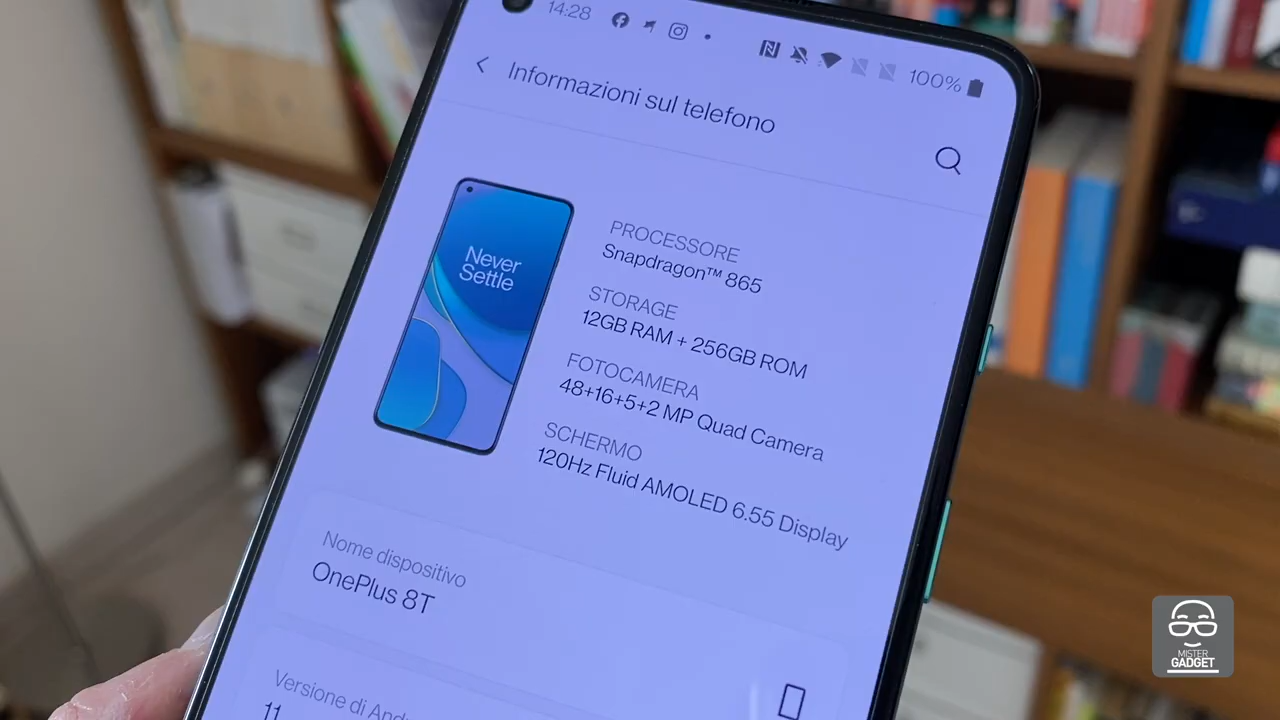 14:28
100%
Informazioni sul telefono
Never
Settle
PROCESSORE
Snapdragon™ 865
STORAGE
12GB RAM + 256GB ROM
FOTOCAMERA
48+16+5+2 MP Quad Camera
SCHERMO
120Hz Fluid AMOLED 6.55 Display
Nome dispositivo
OnePlus 8T
Versione di
11
MISTER
GADGET